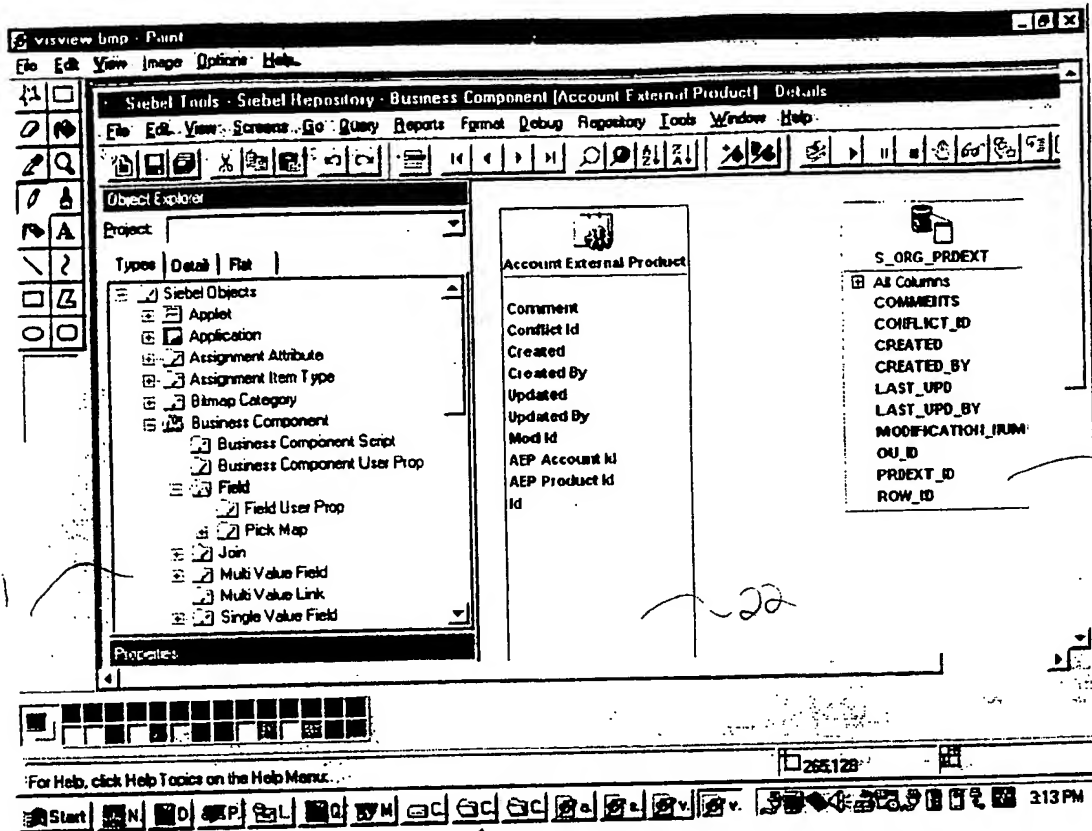 visview.bmp - Paint
File Edit View Image Options Help
Siebel Tools - Siebel Repository - Business Component [Account External Product] Details
File Edit View Screens Go Query Reports Format Debug Repository Tools Window Help
Object Explorer
Project:
Types Detail Flat
Siebel Objects
Applet
Application
Assignment Attribute
Assignment Item Type
Bitmap Category
Business Component
Business Component Script
Business Component User Prop
Field
Field User Prop
Pick Map
Join
Multi Value Field
Multi Value Link
Single Value Field
Properties
Account External Product
Comment
Conflict Id
Created
Created By
Updated
Updated By
Mod Id
AEP Account Id
AEP Product Id
Id
22
S_ORG_PRDEXT
All Columns
COMMENTS
CONFLICT_ID
CREATED
CREATED_BY
LAST_UPD
LAST_UPD_BY
MODIFICATION_NUM
OU_ID
PRDEXT_ID
ROW_ID
For Help, click Help Topics on the Help Menu.
265,128
Start N D P L Q M C C C a s v v 3:13 PM